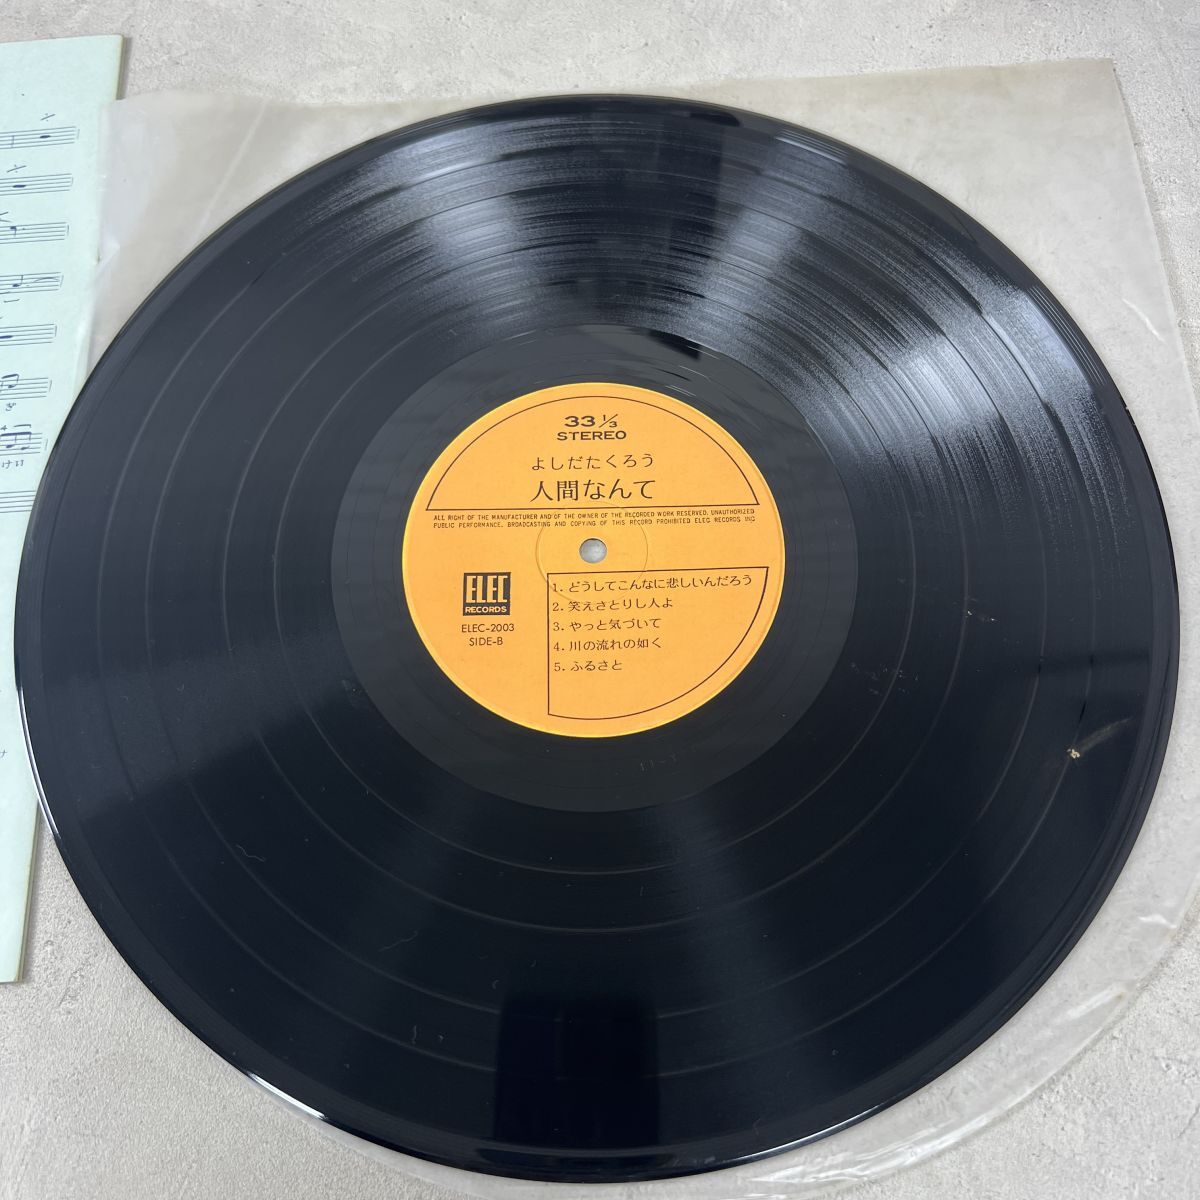 33 1/3
STEREO
よしだたくろう
人間なんて
ALL RIGHT OF THE MANUFACTURER AND OF THE OWNER OF THE RECORDED WORK RESERVED. UNAUTHORIZED
PUBLIC PERFORMANCE. BROADCASTING AND COPYING OF THIS RECORD PROHIBITED ELEC RECORDS INC
ELEC
RECORDS
ELEC-2003
SIDE-B
1. どうしてこんなに悲しいんだろう
2. 笑えさとりし人よ
3. やっと気づいて
4. 川の流れの如く
5. ふるさと